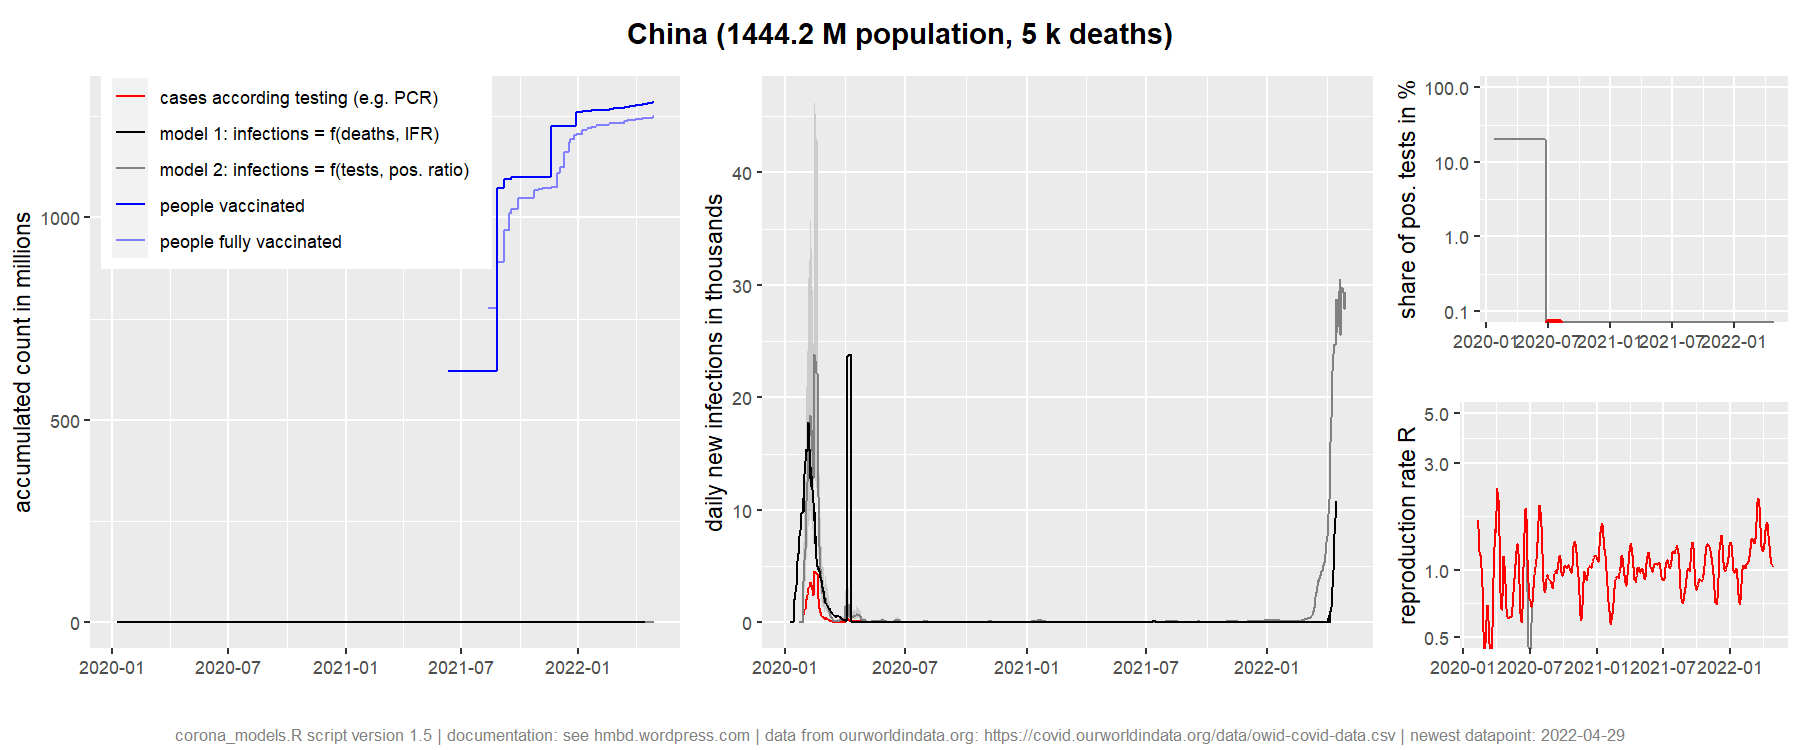 China (1444.2 M population, 5 k deaths)
accumulated count in millions
1000
500
0
cases according testing (e.g. PCR)
model 1: infections = f(deaths, IFR)
model 2: infections = f(tests, pos. ratio)
people vaccinated
people fully vaccinated
2020-01 2020-07 2021-01 2021-07 2022-01
daily new infections in thousands
40
30
20
10
0
2020-01 2020-07 2021-01 2021-07 2022-01
share of pos. tests in %
100.0
10.0
1.0
0.1
2020-01 2020-07 2021-01 2021-07 2022-01
reproduction rate R
5.0
3.0
1.0
0.5
2020-01 2020-07 2021-01 2021-07 2022-01
corona_models.R script version 1.5 | documentation: see hmbd.wordpress.com | data from ourworldindata.org: https://covid.ourworldindata.org/data/owid-covid-data.csv | newest datapoint: 2022-04-29